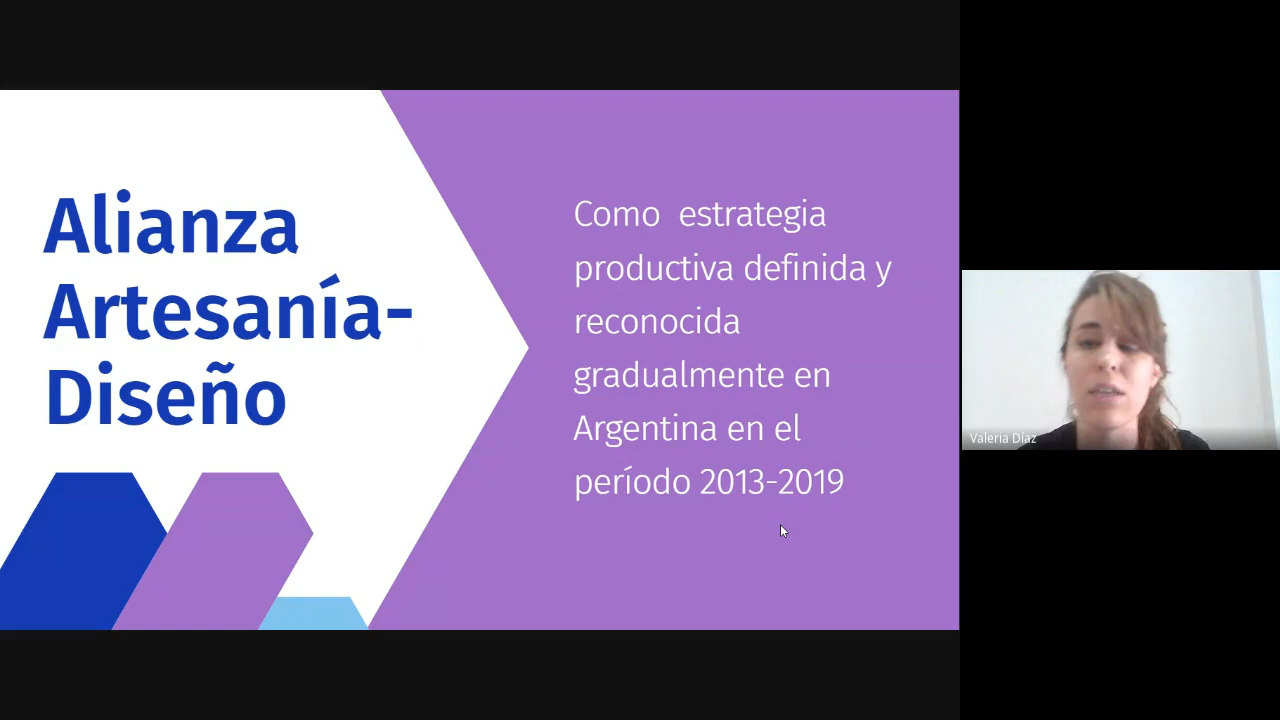 Alianza
Artesanía-
Diseño
Como estrategia
productiva definida y
reconocida
gradualmente en
Argentina en el
período 2013-2019
Valeria Díaz